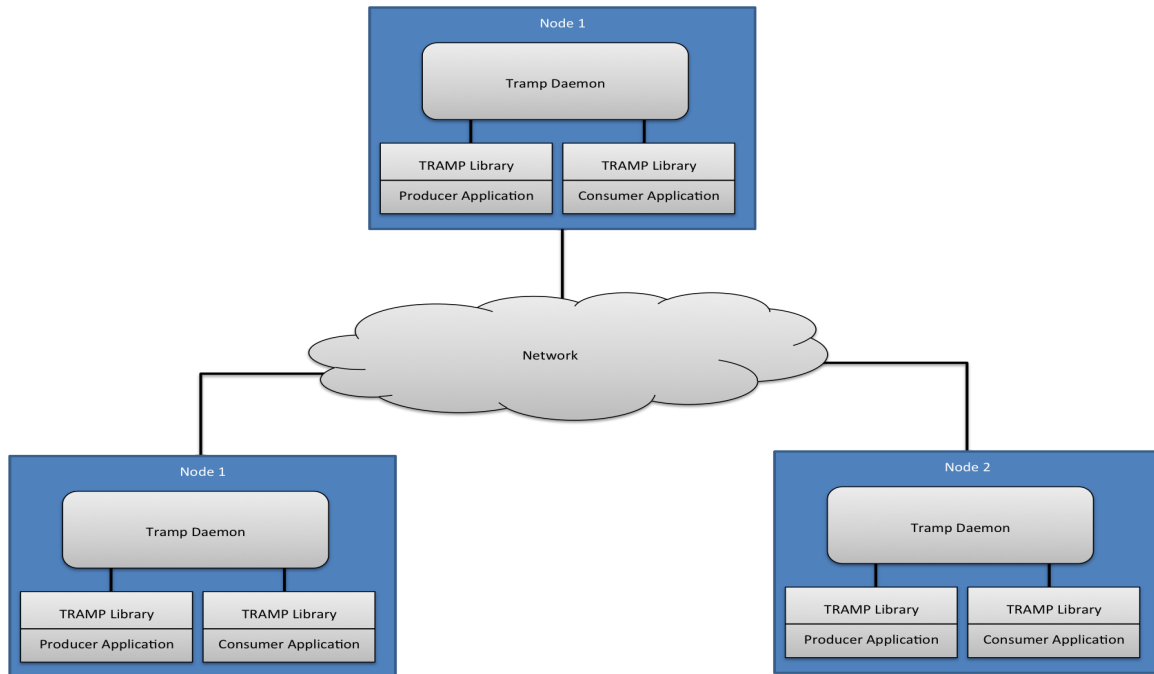 Node 1
Tramp Daemon
TRAMP Library
Producer Application
TRAMP Library
Consumer Application
Network
Node 1
Tramp Daemon
TRAMP Library
Producer Application
TRAMP Library
Consumer Application
Node 2
Tramp Daemon
TRAMP Library
Producer Application
TRAMP Library
Consumer Application